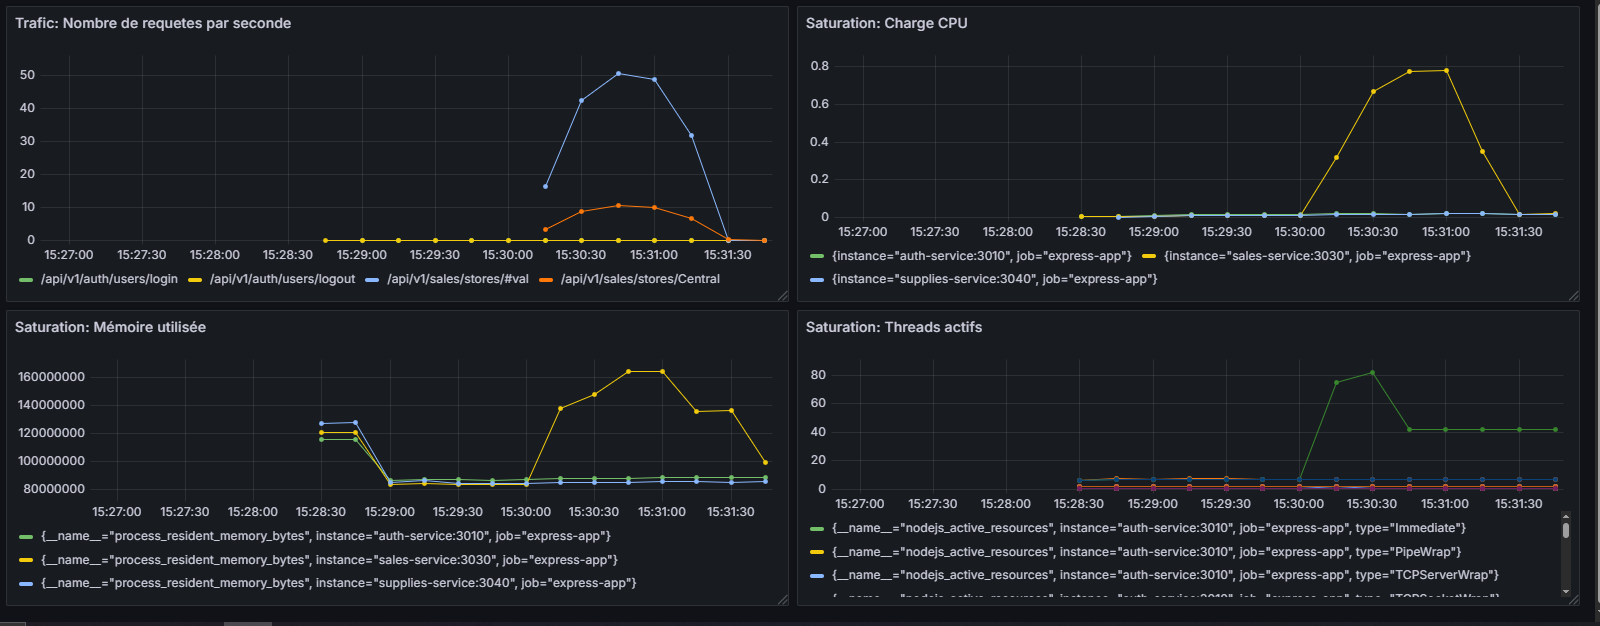 Trafic: Nombre de requetes par seconde
50
40
30
20
10
0
15:27:00 15:27:30 15:28:00 15:28:30 15:29:00 15:29:30 15:30:00 15:30:30 15:31:00 15:31:30
/api/v1/auth/users/login /api/v1/auth/users/logout /api/v1/sales/stores/#val /api/v1/sales/stores/Central
Saturation: Charge CPU
0.8
0.6
0.4
0.2
0
15:27:00 15:27:30 15:28:00 15:28:30 15:29:00 15:29:30 15:30:00 15:30:30 15:31:00 15:31:30
{instance="auth-service:3010", job="express-app"} {instance="sales-service:3030", job="express-app"}
{instance="supplies-service:3040", job="express-app"}
Saturation: Mémoire utilisée
160000000
140000000
120000000
100000000
80000000
15:27:00 15:27:30 15:28:00 15:28:30 15:29:00 15:29:30 15:30:00 15:30:30 15:31:00 15:31:30
{__name__="process_resident_memory_bytes", instance="auth-service:3010", job="express-app"}
{__name__="process_resident_memory_bytes", instance="sales-service:3030", job="express-app"}
{__name__="process_resident_memory_bytes", instance="supplies-service:3040", job="express-app"}
Saturation: Threads actifs
80
60
40
20
0
15:27:00 15:27:30 15:28:00 15:28:30 15:29:00 15:29:30 15:30:00 15:30:30 15:31:00 15:31:30
{__name__="nodejs_active_resources", instance="auth-service:3010", job="express-app", type="Immediate"}
{__name__="nodejs_active_resources", instance="auth-service:3010", job="express-app", type="PipeWrap"}
{__name__="nodejs_active_resources", instance="auth-service:3010", job="express-app", type="TCPServerWrap"}